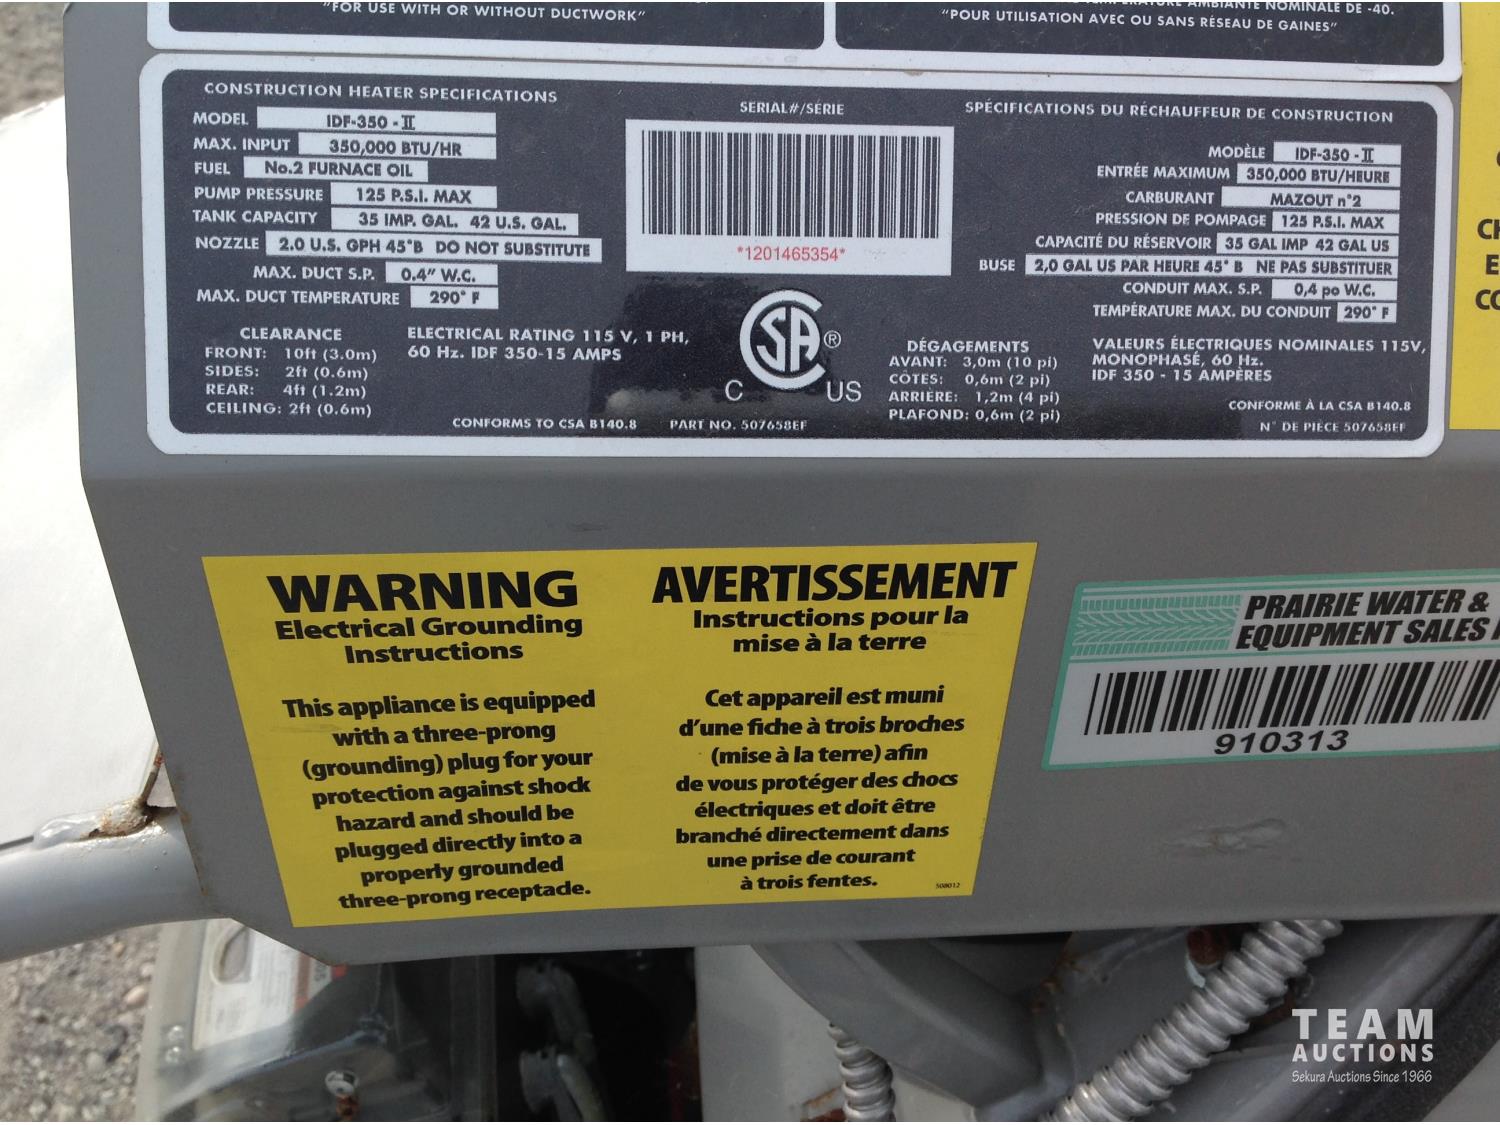 "FOR USE WITH OR WITHOUT DUCTWORK"
AMBIANTE NOMINALE DE -40.
"POUR UTILISATION AVEC OU SANS RÉSEAU DE GAINES"
CONSTRUCTION HEATER SPECIFICATIONS
MODEL IDF-350 - II
MAX. INPUT 350,000 BTU/HR
FUEL No.2 FURNACE OIL
PUMP PRESSURE 125 P.S.I. MAX
TANK CAPACITY 35 IMP. GAL. 42 U.S. GAL.
NOZZLE 2.0 U.S. GPH 45°B DO NOT SUBSTITUTE
MAX. DUCT S.P. 0.4" W.C.
MAX. DUCT TEMPERATURE 290° F
CLEARANCE
FRONT: 10ft (3.0m)
SIDES: 2ft (0.6m)
REAR: 4ft (1.2m)
CEILING: 2ft (0.6m)
ELECTRICAL RATING 115 V, 1 PH,
60 Hz. IDF 350-15 AMPS
CONFORMS TO CSA B140.8 PART NO. 507658EF
SERIAL#/SÉRIE
*1201465354*
CSA ®
C US
SPÉCIFICATIONS DU RÉCHAUFFEUR DE CONSTRUCTION
MODÈLE IDF-350 - II
ENTRÉE MAXIMUM 350,000 BTU/HEURE
CARBURANT MAZOUT n°2
PRESSION DE POMPAGE 125 P.S.I. MAX
CAPACITÉ DU RÉSERVOIR 35 GAL IMP 42 GAL US
BUSE 2,0 GAL US PAR HEURE 45° B NE PAS SUBSTITUER
CONDUIT MAX. S.P. 0,4 po W.C.
TEMPÉRATURE MAX. DU CONDUIT 290° F
DÉGAGEMENTS
AVANT: 3,0m (10 pi)
CÔTES: 0,6m (2 pi)
ARRIÈRE: 1,2m (4 pi)
PLAFOND: 0,6m (2 pi)
VALEURS ÉLECTRIQUES NOMINALES 115V,
MONOPHASÉ, 60 Hz.
IDF 350 - 15 AMPÈRES
CONFORME À LA CSA B140.8
N° DE PIÈCE 507658EF
WARNING
Electrical Grounding
Instructions
This appliance is equipped
with a three-prong
(grounding) plug for your
protection against shock
hazard and should be
plugged directly into a
properly grounded
three-prong receptacle.
AVERTISSEMENT
Instructions pour la
mise à la terre
Cet appareil est muni
d'une fiche à trois broches
(mise à la terre) afin
de vous protéger des chocs
électriques et doit être
branché directement dans
une prise de courant
à trois fentes.
508012
PRAIRIE WATER &
EQUIPMENT SALES
910313
TEAM
AUCTIONS
Sekura Auctions Since 1966